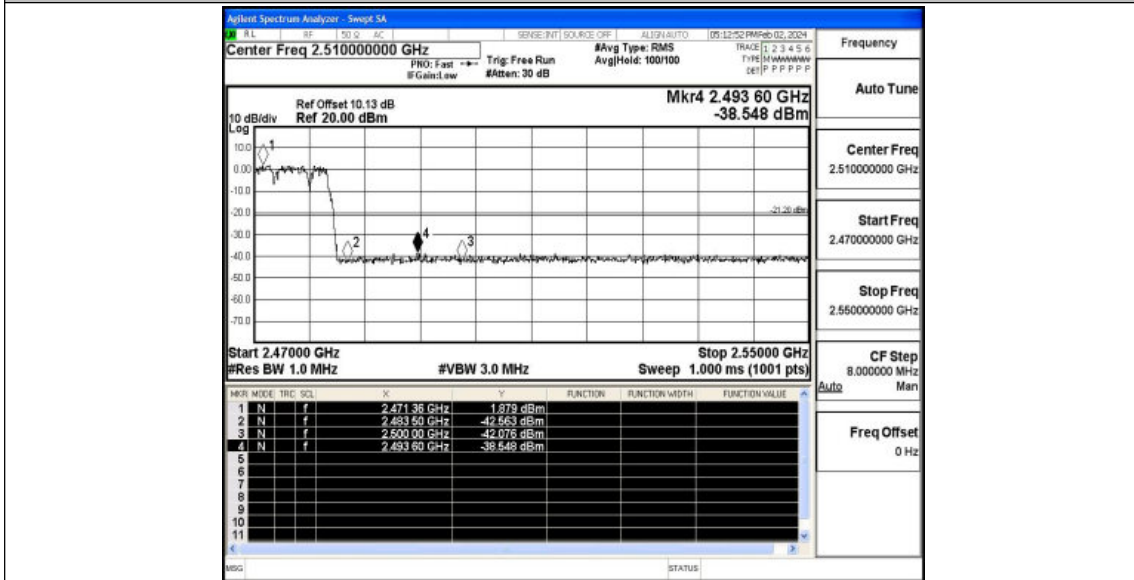 Agilent Spectrum Analyzer - Swept SA
RL RF 50 Ω AC SENSE:INT SOURCE OFF ALIGNAUTO 05:12:52 PM Feb 02, 2024
Center Freq 2.510000000 GHz
PNO: Fast
IFGain:Low
Trig: Free Run
#Atten: 30 dB
#Avg Type: RMS
Avg|Hold: 100/100
TRACE 1 2 3 4 5 6
TYPE M WWWWW
DET P P P P P P
Frequency
Mkr4 2.493 60 GHz
-38.548 dBm
Ref Offset 10.13 dB
10 dB/div Ref 20.00 dBm
Log
10.0
0.00
-10.0
-20.0
-30.0
-40.0
-50.0
-60.0
-70.0
1
2
4
3
-21.20 dBm
Start 2.47000 GHz Stop 2.55000 GHz
#Res BW 1.0 MHz #VBW 3.0 MHz Sweep 1.000 ms (1001 pts)
MKR MODE TRC SCL X Y FUNCTION FUNCTION WIDTH FUNCTION VALUE
1 N f 2.471 36 GHz 1.879 dBm
2 N f 2.483 50 GHz -42.563 dBm
3 N f 2.500 00 GHz -42.076 dBm
4 N f 2.493 60 GHz -38.548 dBm
5
6
7
8
9
10
11
MSG STATUS
Auto Tune
Center Freq
2.510000000 GHz
Start Freq
2.470000000 GHz
Stop Freq
2.550000000 GHz
CF Step
8.000000 MHz
Auto Man
Freq Offset
0 Hz